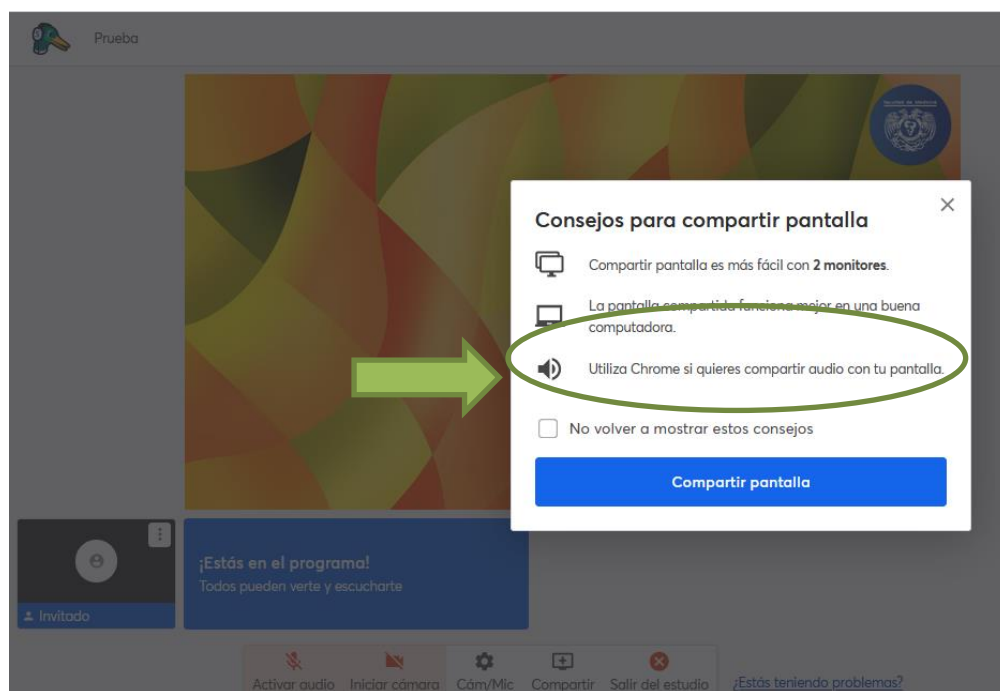 Prueba
Consejos para compartir pantalla
Compartir pantalla es más fácil con 2 monitores.
La pantalla compartida funciona mejor en una buena
computadora.
Utiliza Chrome si quieres compartir audio con tu pantalla.
No volver a mostrar estos consejos
Compartir pantalla
¡Estás en el programa!
Todos pueden verte y escucharte
Invitado
Activar audio Iniciar cámara Cám/Mic Compartir Salir del estudio ¿Estás teniendo problemas?